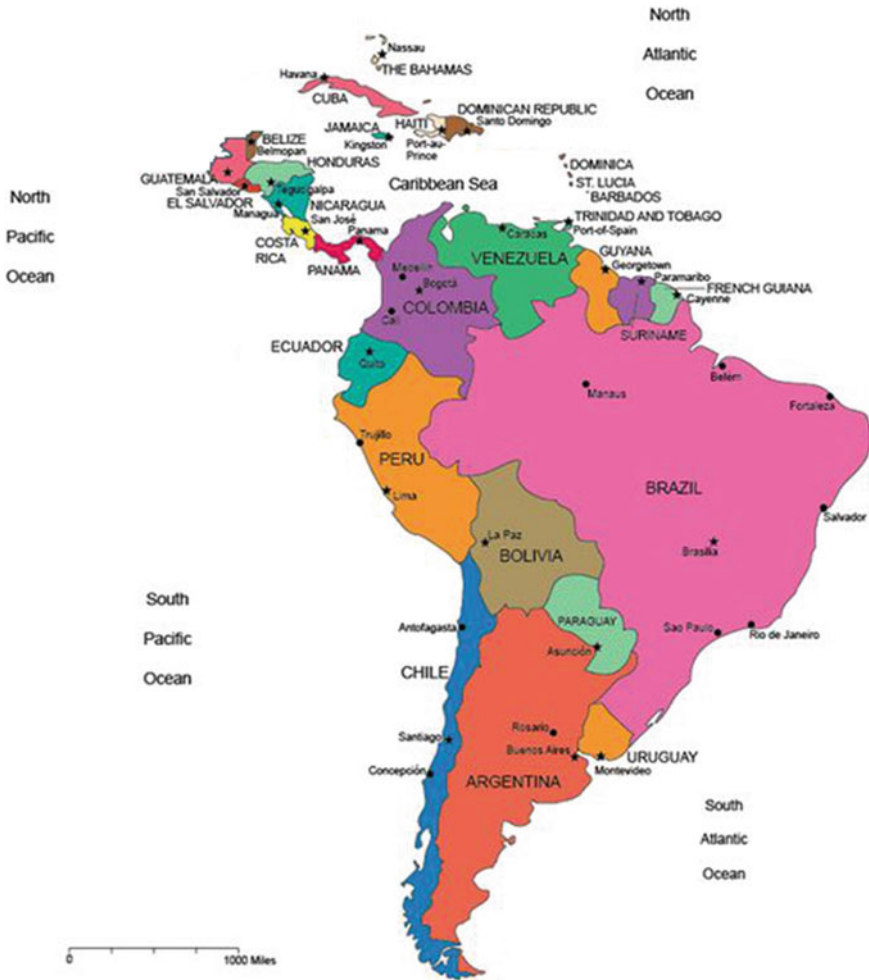 North
Atlantic
Ocean
Nassau
THE BAHAMAS
Havana
CUBA
DOMINICAN REPUBLIC
Santo Domingo
HAITI
Port-au-
Prince
JAMAICA
Kingston
BELIZE
Belmopan
HONDURAS
GUATEMALA
Tegucigalpa
San Salvador
EL SALVADOR
NICARAGUA
Managua
San José
COSTA
RICA
Panama
PANAMA
Caribbean Sea
DOMINICA
ST. LUCIA
BARBADOS
TRINIDAD AND TOBAGO
Port-of-Spain
North
Pacific
Ocean
Caracas
VENEZUELA
GUYANA
Georgetown
Paramaribo
FRENCH GUIANA
Cayenne
SURINAME
Medellín
Bogotá
COLOMBIA
Cali
ECUADOR
Quito
Belém
Manaus
Fortaleza
Trujillo
PERU
Lima
BRAZIL
Salvador
Brasilia
La Paz
BOLIVIA
South
Pacific
Ocean
PARAGUAY
Asunción
Sao Paulo
Rio de Janeiro
Antofagasta
CHILE
Santiago
Concepción
Rosario
Buenos Aires
ARGENTINA
URUGUAY
Montevideo
South
Atlantic
Ocean
0
1000 Miles